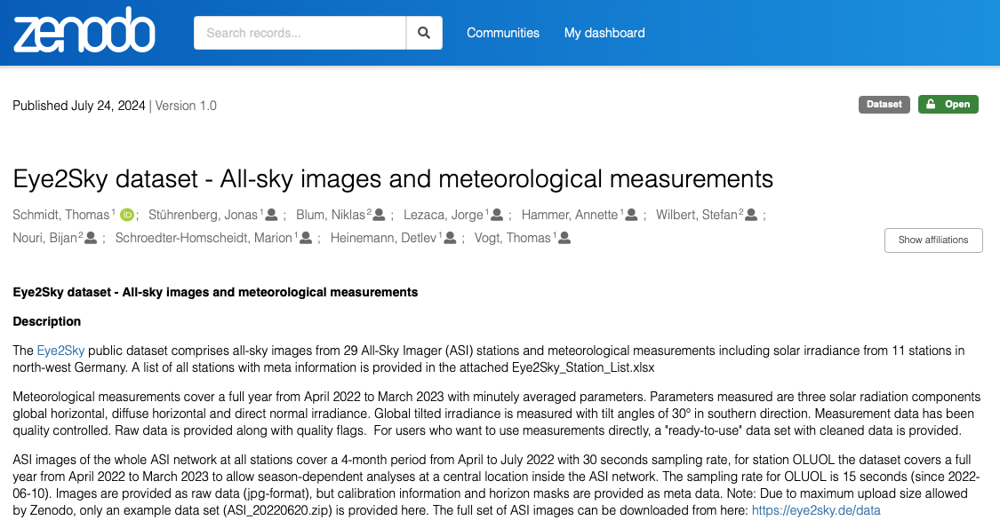 zenodo
Search records...
Communities
My dashboard
Published July 24, 2024 | Version 1.0
Dataset
Open
Eye2Sky dataset - All-sky images and meteorological measurements
Schmidt, Thomas1 iD; Stührenberg, Jonas1 ; Blum, Niklas2 ; Lezaca, Jorge1 ; Hammer, Annette1 ; Wilbert, Stefan2 ;
Nouri, Bijan2 ; Schroedter-Homscheidt, Marion1 ; Heinemann, Detlev1 ; Vogt, Thomas1
Show affiliations
Eye2Sky dataset - All-sky images and meteorological measurements
Description
The Eye2Sky public dataset comprises all-sky images from 29 All-Sky Imager (ASI) stations and meteorological measurements including solar irradiance from 11 stations in
north-west Germany. A list of all stations with meta information is provided in the attached Eye2Sky_Station_List.xlsx
Meteorological measurements cover a full year from April 2022 to March 2023 with minutely averaged parameters. Parameters measured are three solar radiation components
global horizontal, diffuse horizontal and direct normal irradiance. Global tilted irradiance is measured with tilt angles of 30° in southern direction. Measurement data has been
quality controlled. Raw data is provided along with quality flags. For users who want to use measurements directly, a "ready-to-use" data set with cleaned data is provided.
ASI images of the whole ASI network at all stations cover a 4-month period from April to July 2022 with 30 seconds sampling rate, for station OLUOL the dataset covers a full
year from April 2022 to March 2023 to allow season-dependent analyses at a central location inside the ASI network. The sampling rate for OLUOL is 15 seconds (since 2022-
06-10). Images are provided as raw data (jpg-format), but calibration information and horizon masks are provided as meta data. Note: Due to maximum upload size allowed
by Zenodo, only an example data set (ASI_20220620.zip) is provided here. The full set of ASI images can be downloaded from here: https://eye2sky.de/data